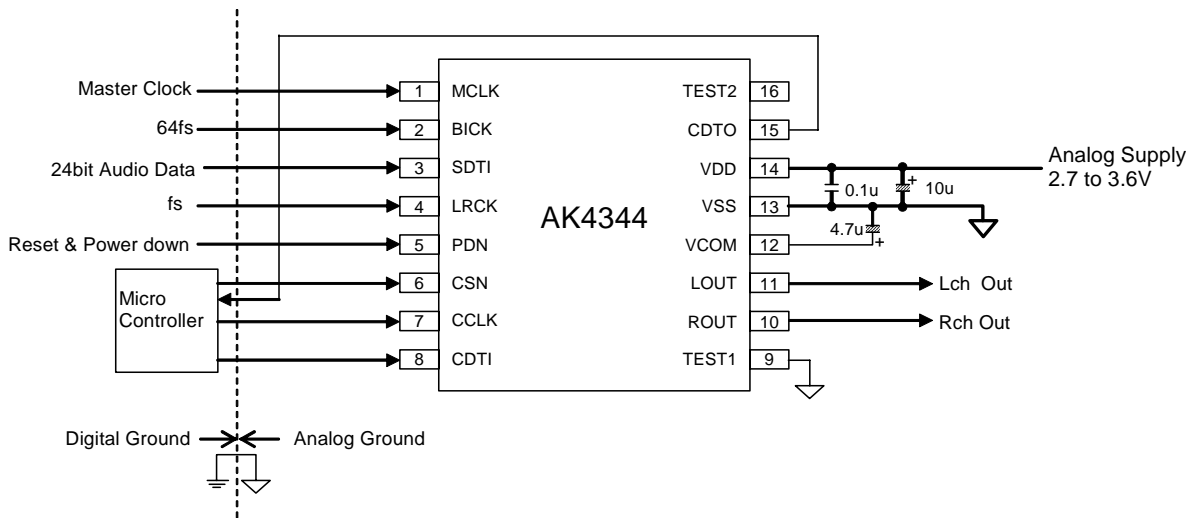 Master Clock
64fs
24bit Audio Data
fs
Reset & Power down
Micro
Controller
1 MCLK
2 BICK
3 SDTI
4 LRCK
5 PDN
6 CSN
7 CCLK
8 CDTI
AK4344
TEST2 16
CDTO 15
VDD 14
VSS 13
VCOM 12
LOUT 11
ROUT 10
TEST1 9
0.1u
+ 10u
4.7u
+
Analog Supply
2.7 to 3.6V
Lch Out
Rch Out
Digital Ground
Analog Ground